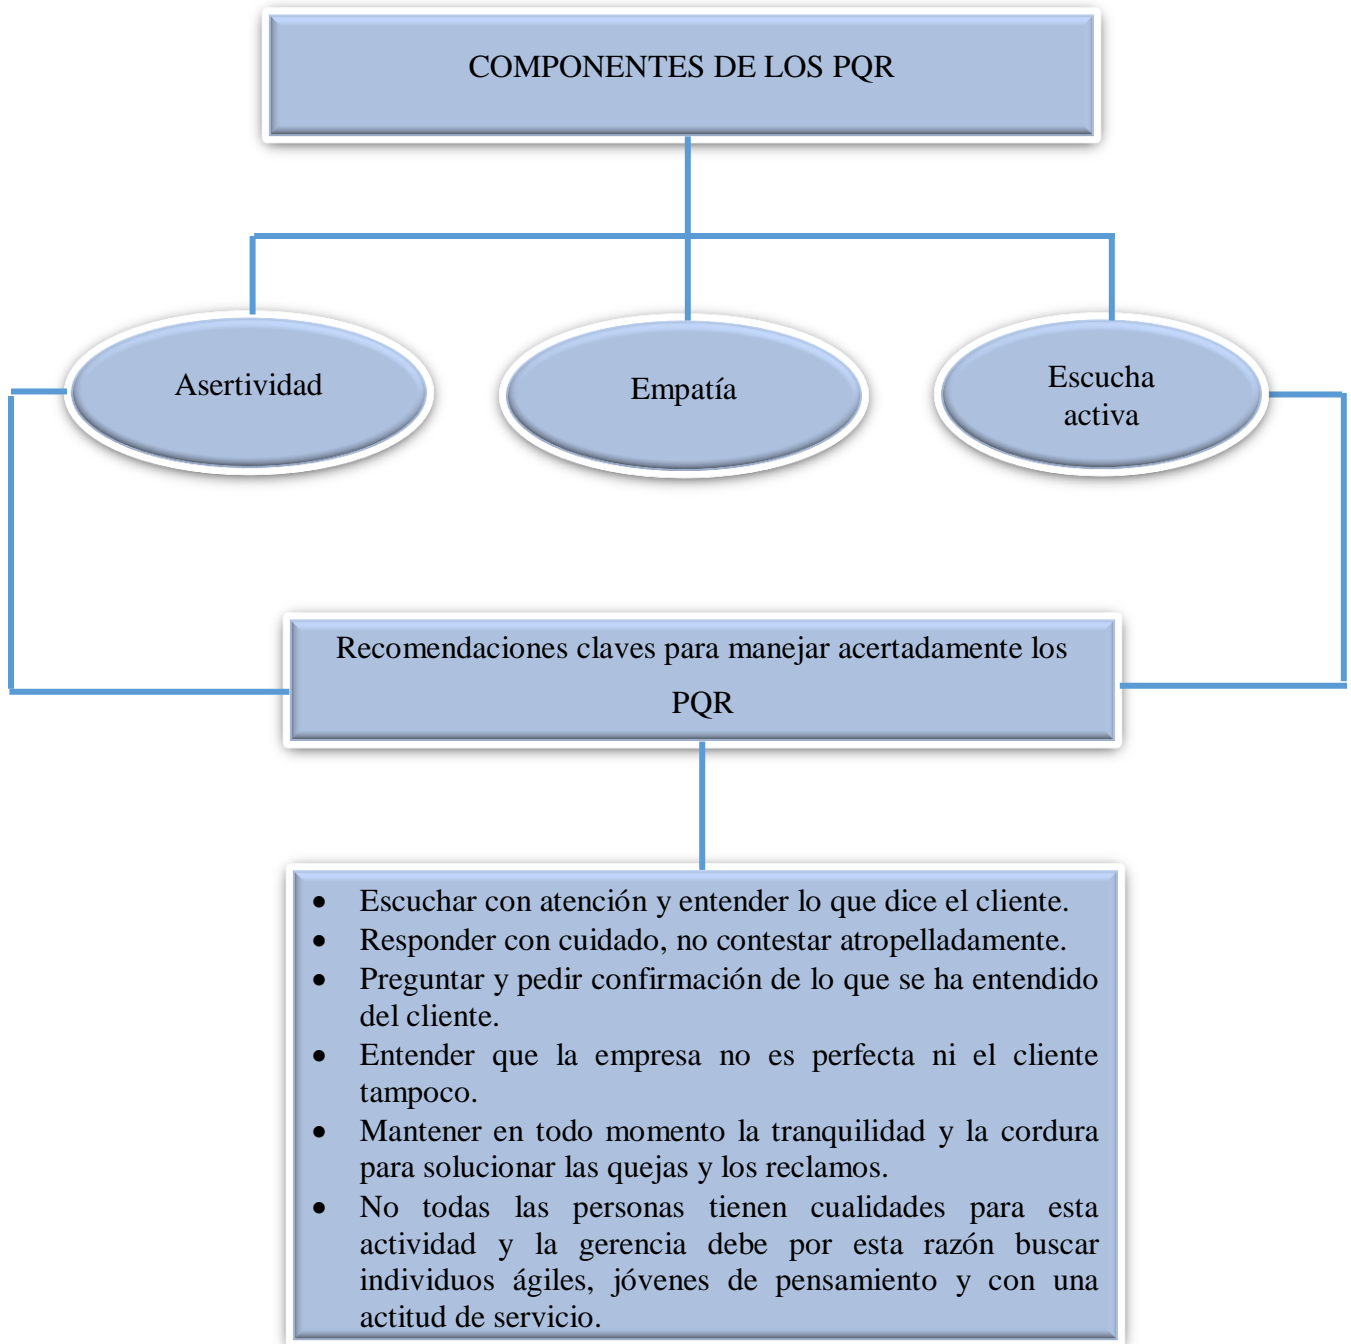 COMPONENTES DE LOS PQR
Asertividad
Empatía
Escucha
activa
Recomendaciones claves para manejar acertadamente los
PQR
• Escuchar con atención y entender lo que dice el cliente.
• Responder con cuidado, no contestar atropelladamente.
• Preguntar y pedir confirmación de lo que se ha entendido
del cliente.
• Entender que la empresa no es perfecta ni el cliente
tampoco.
• Mantener en todo momento la tranquilidad y la cordura
para solucionar las quejas y los reclamos.
• No todas las personas tienen cualidades para esta
actividad y la gerencia debe por esta razón buscar
individuos ágiles, jóvenes de pensamiento y con una
actitud de servicio.